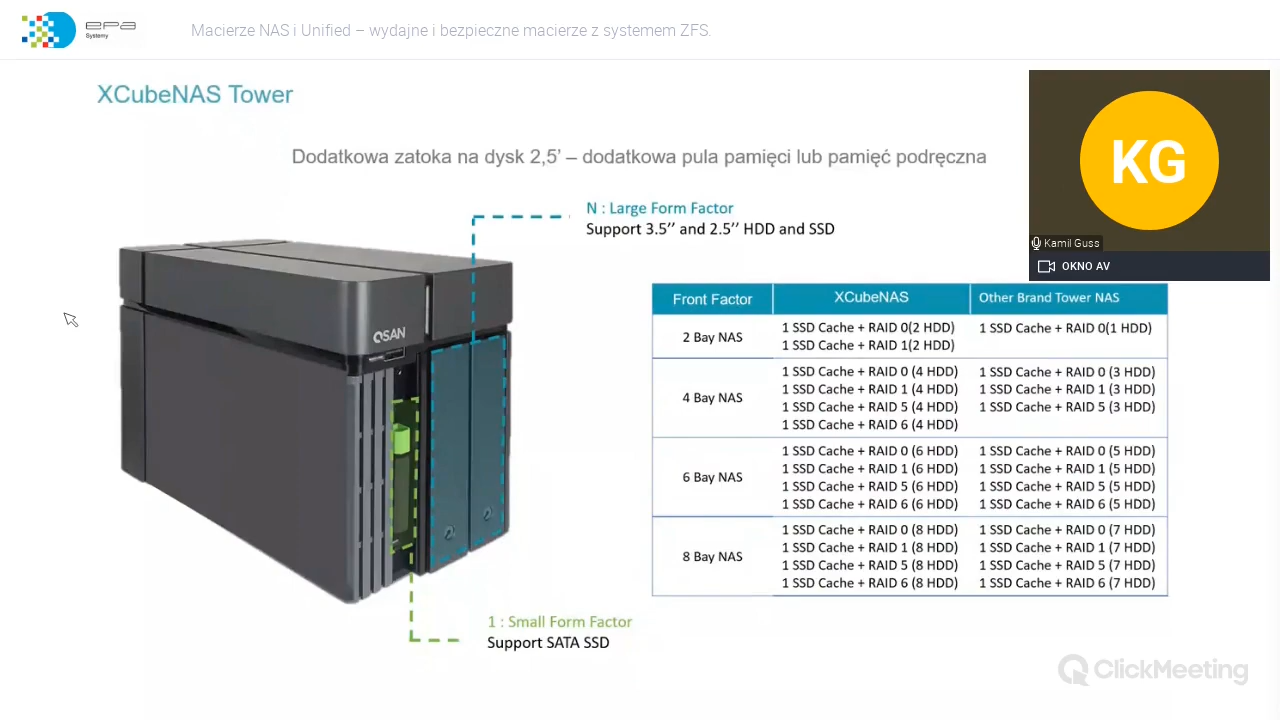 epa
Systemy
Macierze NAS i Unified – wydajne i bezpieczne macierze z systemem ZFS.
XCubeNAS Tower
Dodatkowa zatoka na dysk 2,5’ – dodatkowa pula pamięci lub pamięć podręczna
KG
Kamil Guss
OKNO AV
N : Large Form Factor
Support 3.5’’ and 2.5’’ HDD and SSD
QSAN
Front Factor XCubeNAS Other Brand Tower NAS
2 Bay NAS
1 SSD Cache + RAID 0(2 HDD) 1 SSD Cache + RAID 0(1 HDD)
1 SSD Cache + RAID 1(2 HDD)
4 Bay NAS
1 SSD Cache + RAID 0 (4 HDD) 1 SSD Cache + RAID 0 (3 HDD)
1 SSD Cache + RAID 1 (4 HDD) 1 SSD Cache + RAID 1 (3 HDD)
1 SSD Cache + RAID 5 (4 HDD) 1 SSD Cache + RAID 5 (3 HDD)
1 SSD Cache + RAID 6 (4 HDD)
6 Bay NAS
1 SSD Cache + RAID 0 (6 HDD) 1 SSD Cache + RAID 0 (5 HDD)
1 SSD Cache + RAID 1 (6 HDD) 1 SSD Cache + RAID 1 (5 HDD)
1 SSD Cache + RAID 5 (6 HDD) 1 SSD Cache + RAID 5 (5 HDD)
1 SSD Cache + RAID 6 (6 HDD) 1 SSD Cache + RAID 6 (5 HDD)
8 Bay NAS
1 SSD Cache + RAID 0 (8 HDD) 1 SSD Cache + RAID 0 (7 HDD)
1 SSD Cache + RAID 1 (8 HDD) 1 SSD Cache + RAID 1 (7 HDD)
1 SSD Cache + RAID 5 (8 HDD) 1 SSD Cache + RAID 5 (7 HDD)
1 SSD Cache + RAID 6 (8 HDD) 1 SSD Cache + RAID 6 (7 HDD)
1 : Small Form Factor
Support SATA SSD
ClickMeeting